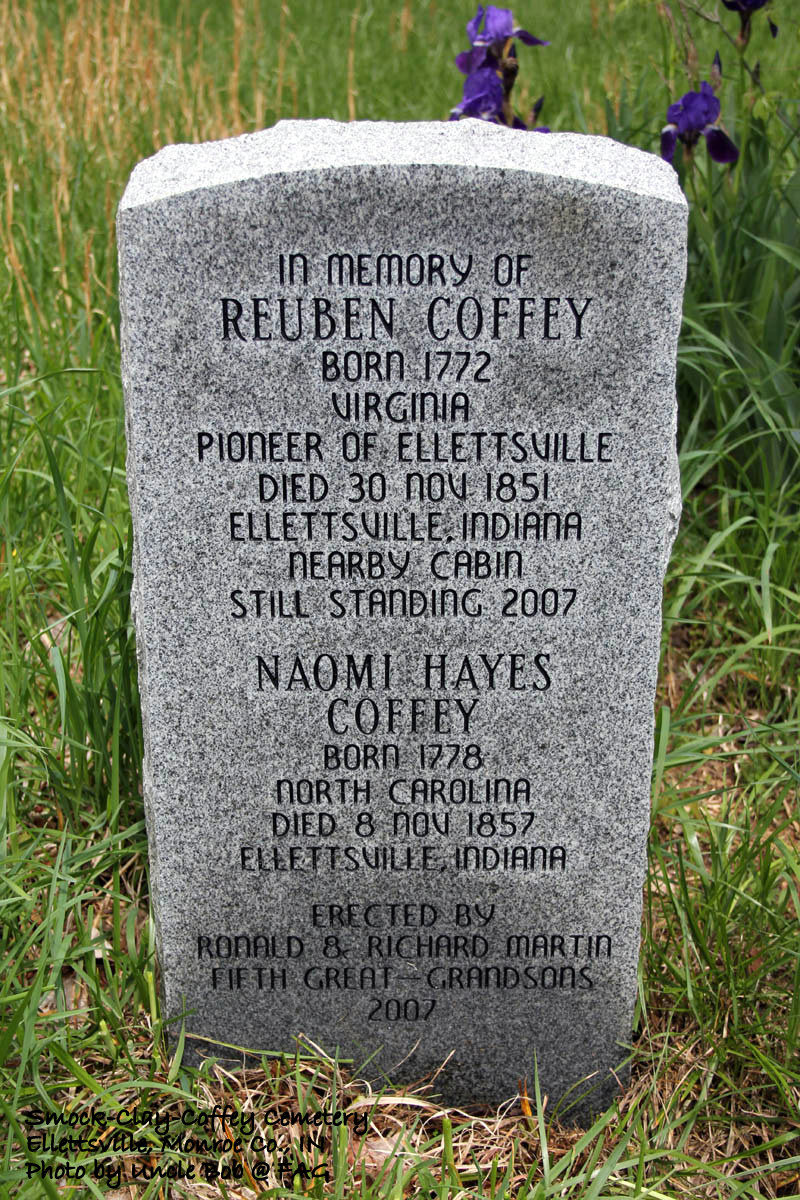 IN MEMORY OF
REUBEN COFFEY
BORN 1772
VIRGINIA
PIONEER OF ELLETTSVILLE
DIED 30 NOV 1851
ELLETTSVILLE, INDIANA
NEARBY CABIN
STILL STANDING 2007
NAOMI HAYES
COFFEY
BORN 1778
NORTH CAROLINA
DIED 8 NOV 1857
ELLETTSVILLE, INDIANA
ERECTED BY
RONALD & RICHARD MARTIN
FIFTH GREAT-GRANDSONS
2007
Smock-Clay-Coffey Cemetery
Ellettsville, Monroe Co., IN
Photo by Uncle Bob @ FAG